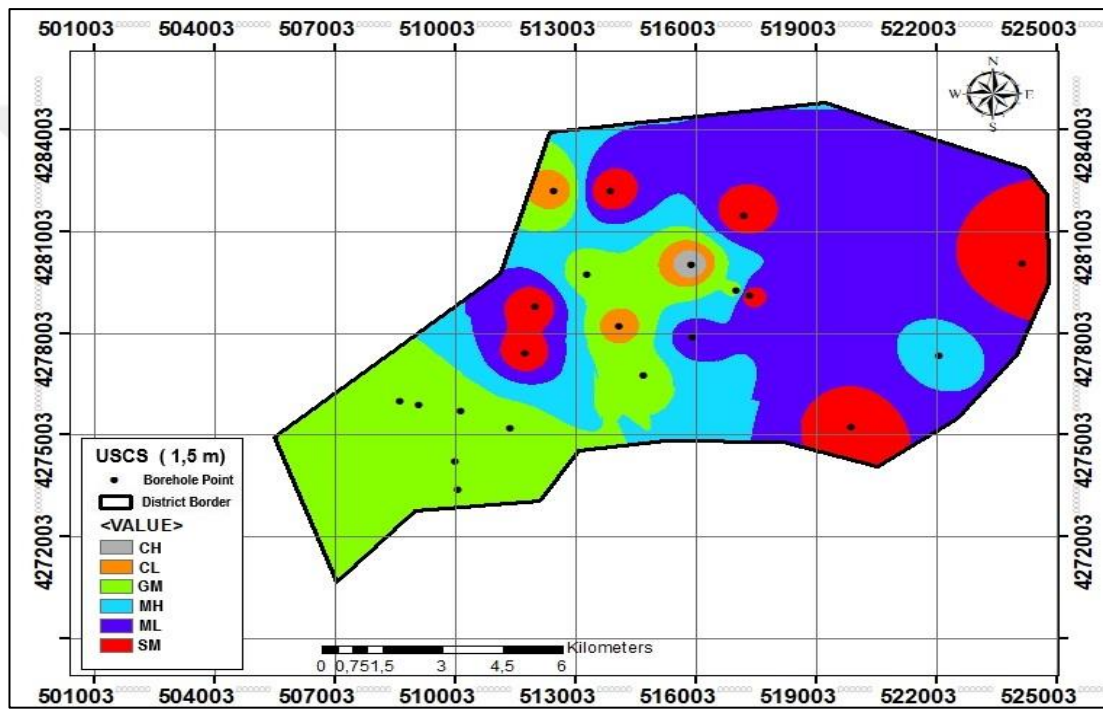 501003 504003 507003 510003 513003 516003 519003 522003 525003
N
W E
S
4284003 4284003
4281003 4281003
4278003 4278003
4275003 4275003
4272003 4272003
USCS ( 1,5 m)
Borehole Point
District Border
<VALUE>
CH
CL
GM
MH
ML
SM
Kilometers
0 0,75 1,5 3 4,5 6
501003 504003 507003 510003 513003 516003 519003 522003 525003